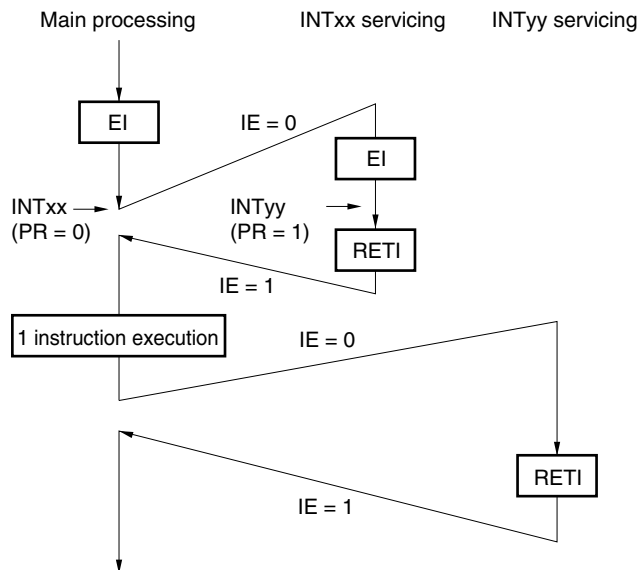 Main processing
INTxx servicing
INTyy servicing
EI
IE = 0
EI
INTxx
(PR = 0)
INTyy
(PR = 1)
RETI
IE = 1
1 instruction execution
IE = 0
RETI
IE = 1